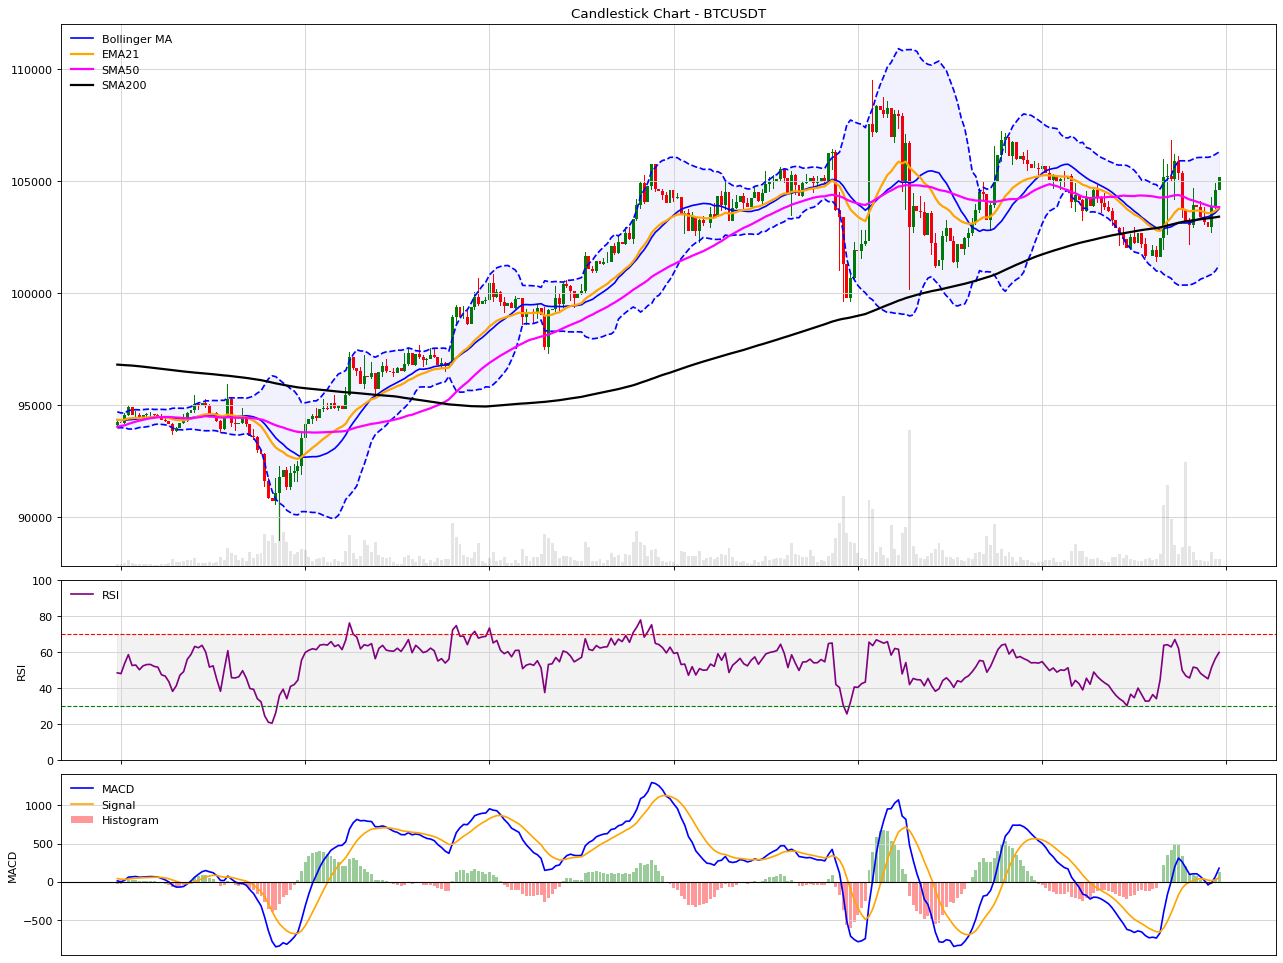 Candlestick Chart - BTCUSDT
Bollinger MA
EMA21
SMA50
SMA200
110000
105000
100000
95000
90000
RSI
100
80
60
40
20
0
RSI
MACD
Signal
Histogram
1000
500
0
−500
MACD